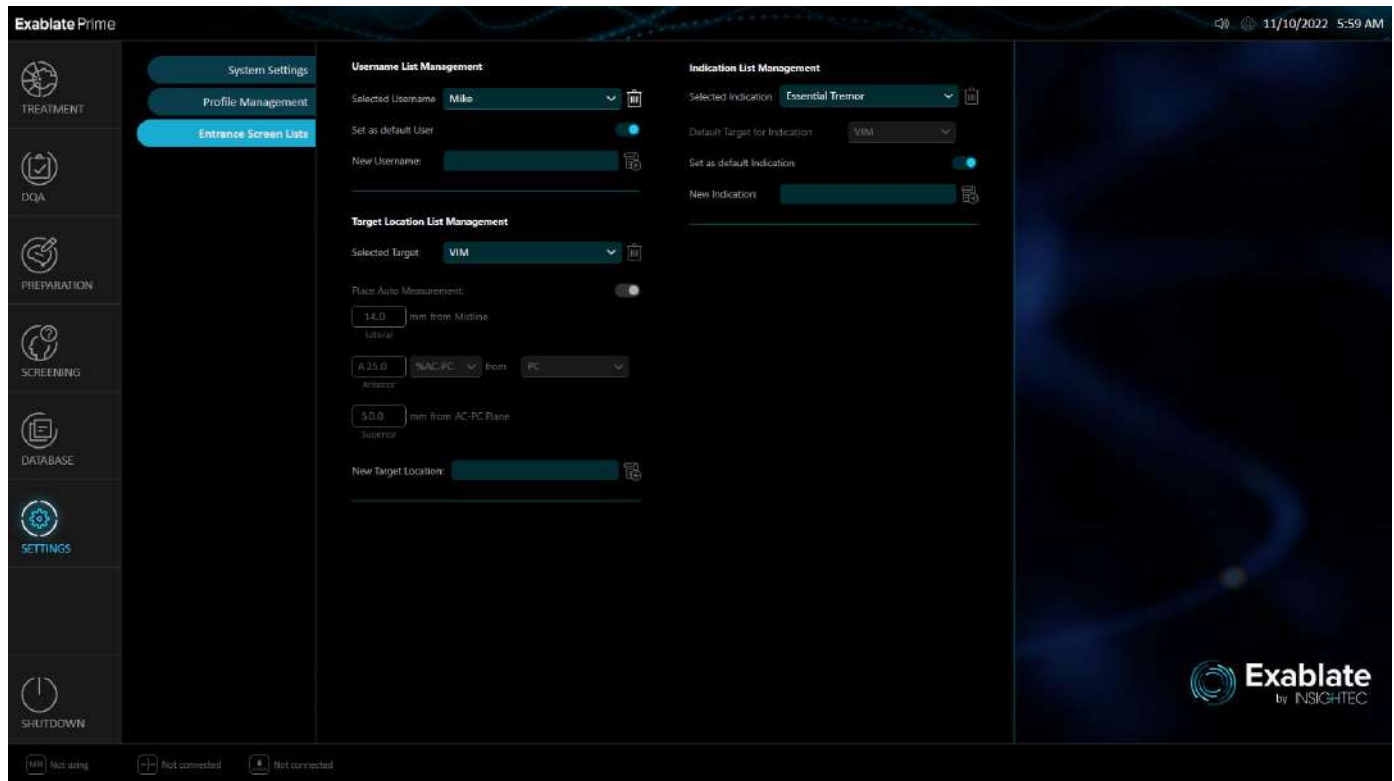 Exablate Prime
11/10/2022 5:59 AM
TREATMENT
DQA
PREPARATION
SCREENING
DATABASE
SETTINGS
SHUTDOWN
System Settings
Profile Management
Entrance Screen Lists
Username List Management
Selected Username Mike
Set as default User
New Username:
Target Location List Management
Selected Target VIM
Place Auto Measurement:
14.0 mm from Midline
Lateral
A 25.0 %AC-PC from PC
Anterior
S 0.0 mm from AC-PC Plane
Superior
New Target Location:
Indication List Management
Selected Indication Essential Tremor
Default Target for Indication VIM
Set as default Indication
New Indication:
Exablate
by INSIGHTEC
MR Not using
Not connected
Not connected